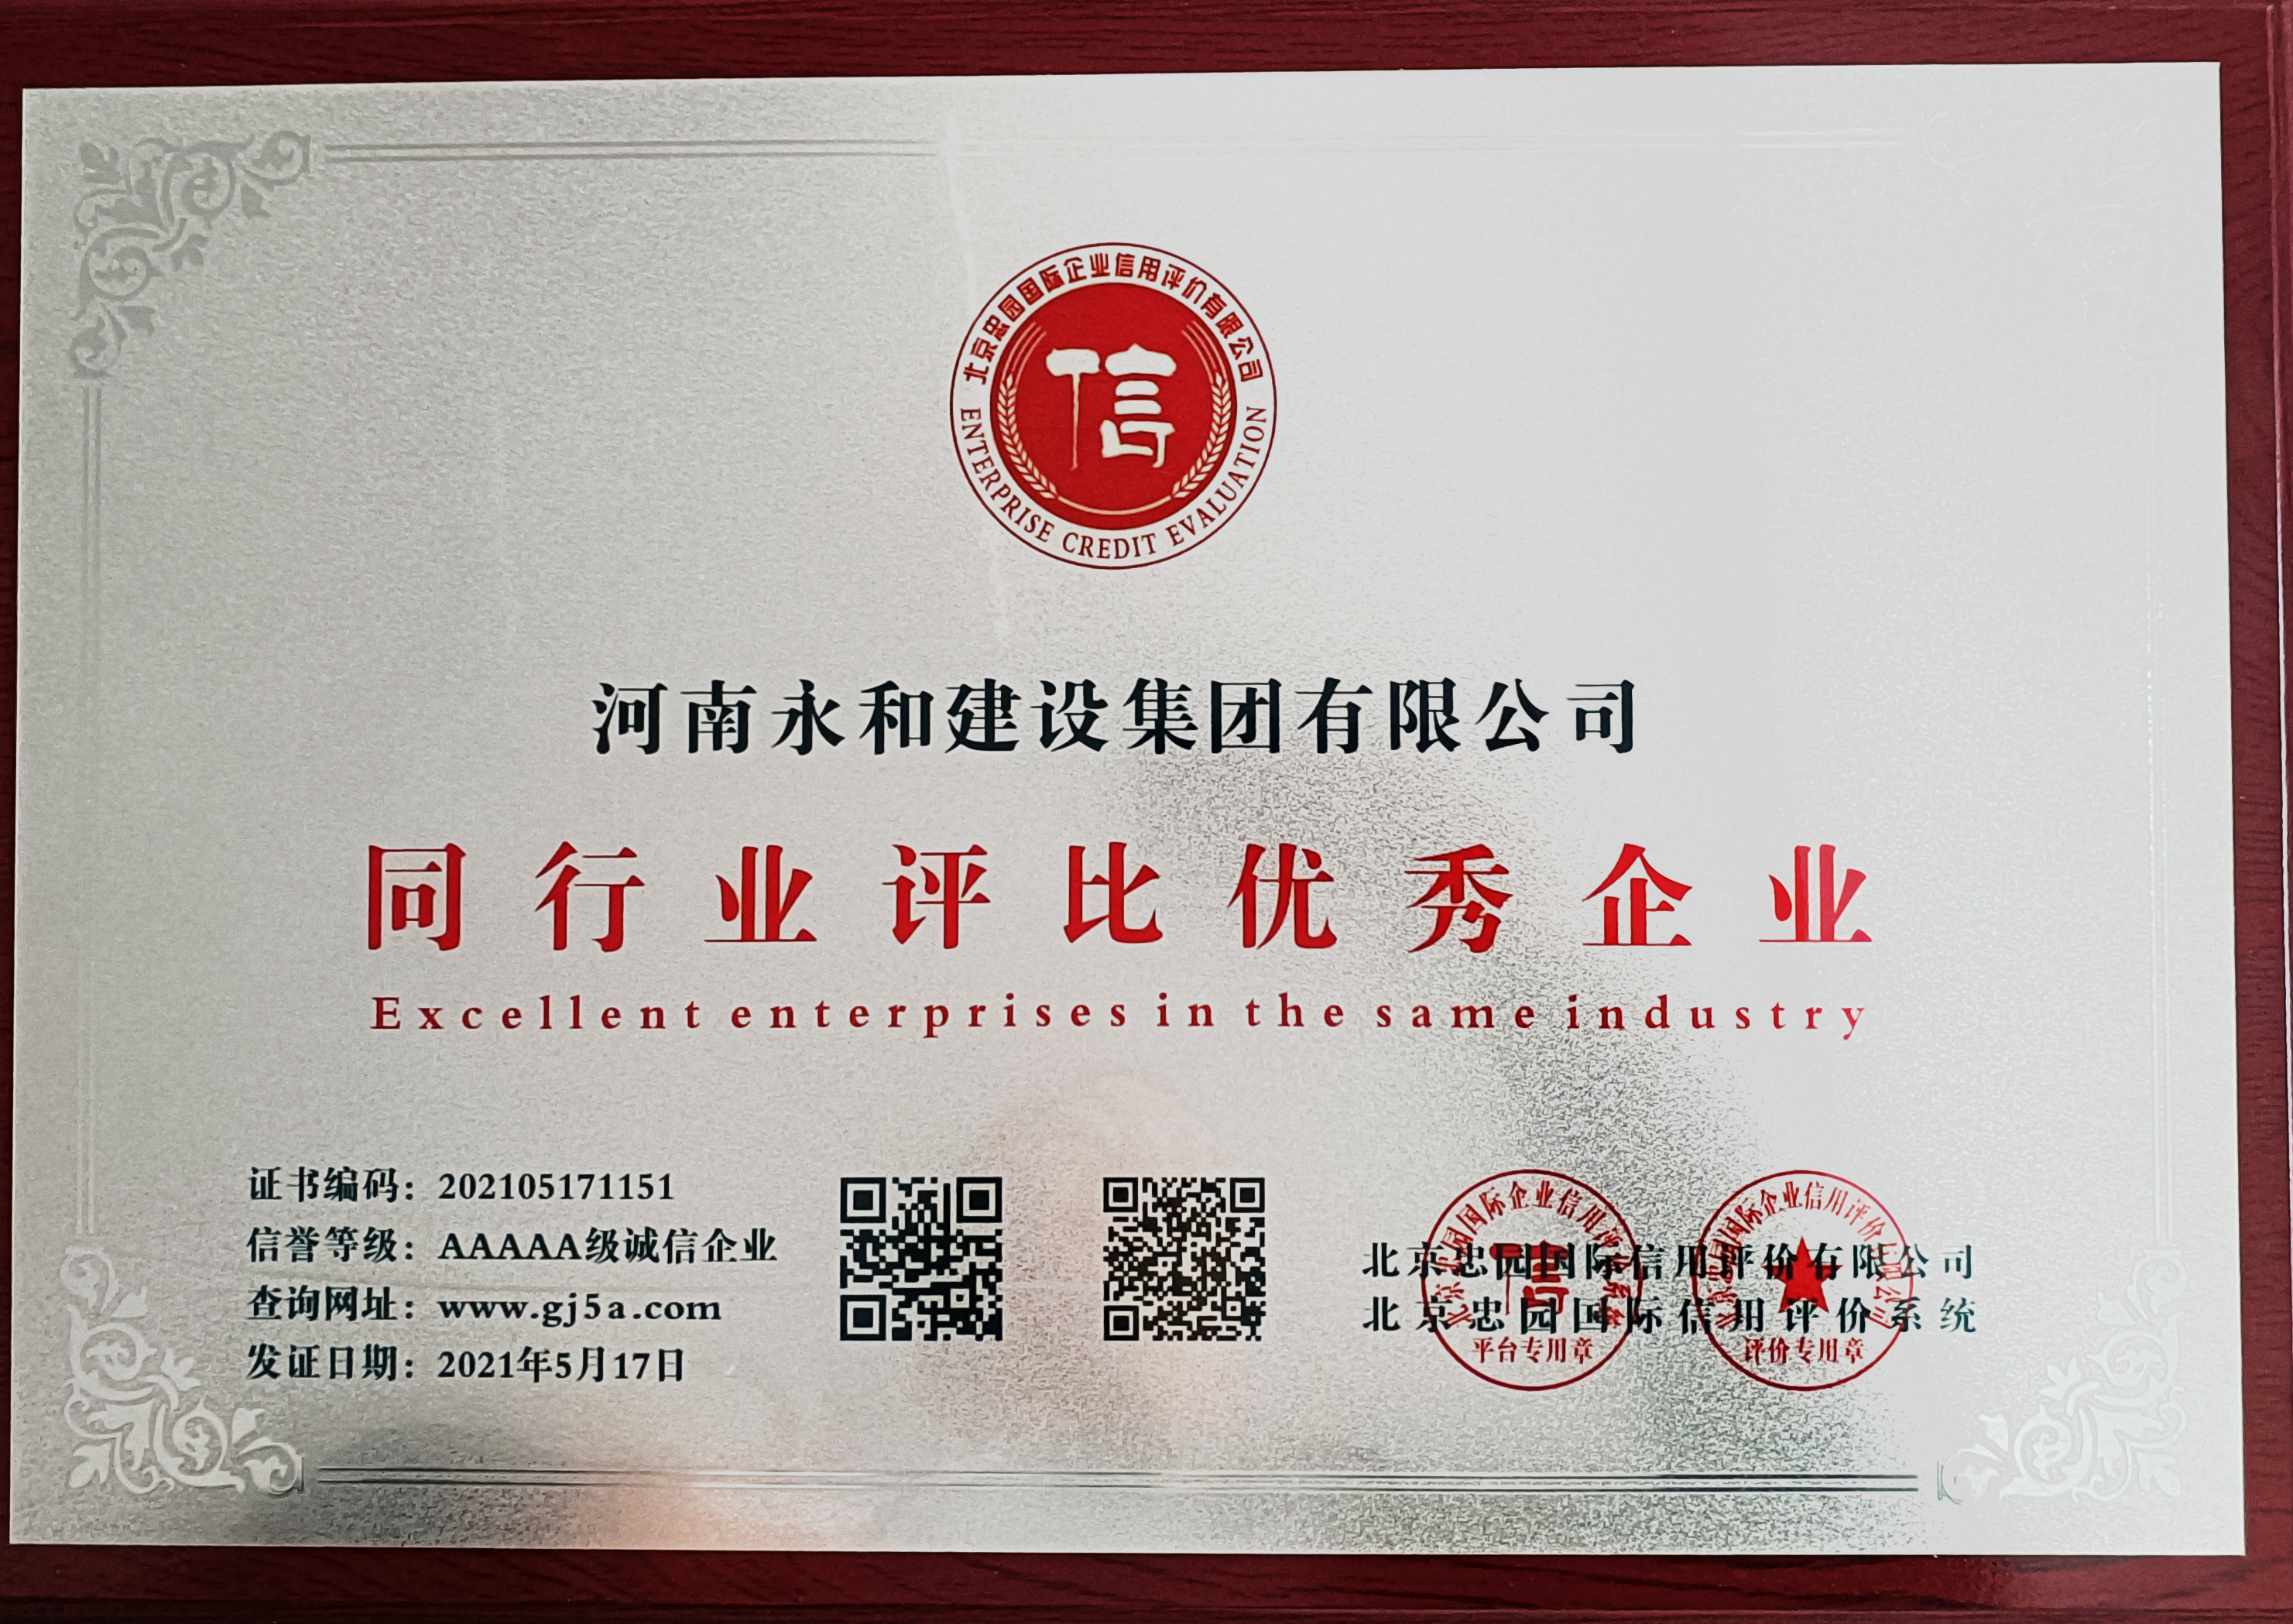 北京忠园国际企业信用评价有限公司
信
ENTERPRISE CREDIT EVALUATION
河南永和建设集团有限公司
同行业评比优秀企业
Excellent enterprises in the same industry
证书编码：202105171151
信誉等级：AAAAA级诚信企业
查询网址：www.gj5a.com
发证日期：2021年5月17日
北京忠园国际信用评价有限公司
北京忠园国际信用评价系统
信
平台专用章
评价专用章